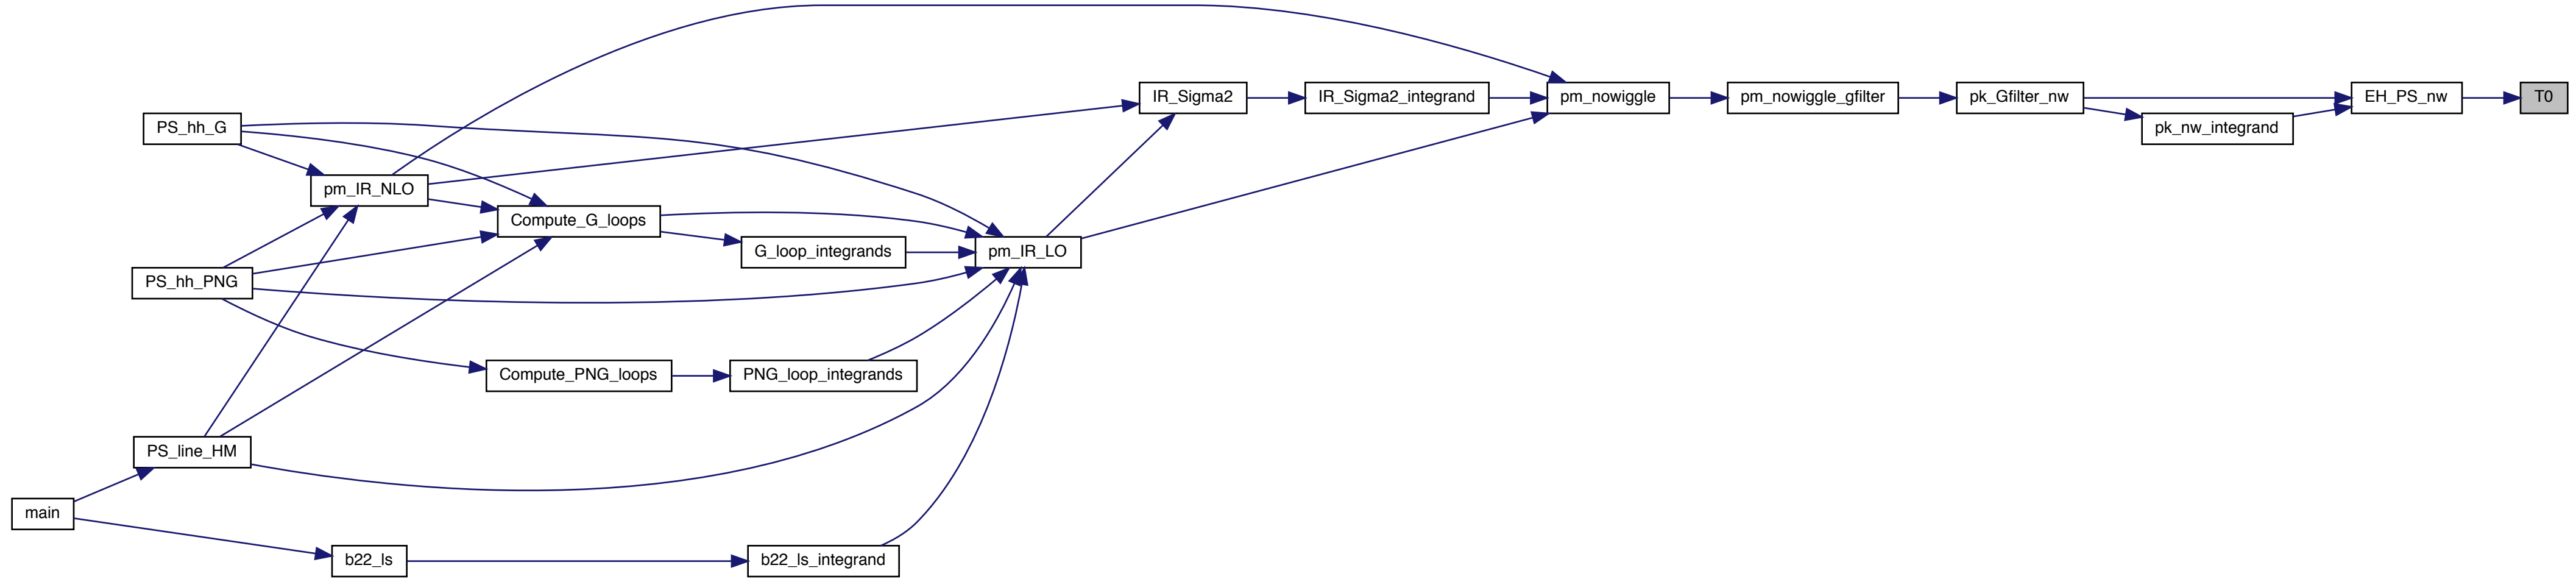 IR_Sigma2
IR_Sigma2_integrand
pm_nowiggle
pm_nowiggle_gfilter
pk_Gfilter_nw
EH_PS_nw
T0
PS_hh_G
pk_nw_integrand
pm_IR_NLO
Compute_G_loops
G_loop_integrands
pm_IR_LO
PS_hh_PNG
Compute_PNG_loops
PNG_loop_integrands
PS_line_HM
main
b22_ls
b22_ls_integrand